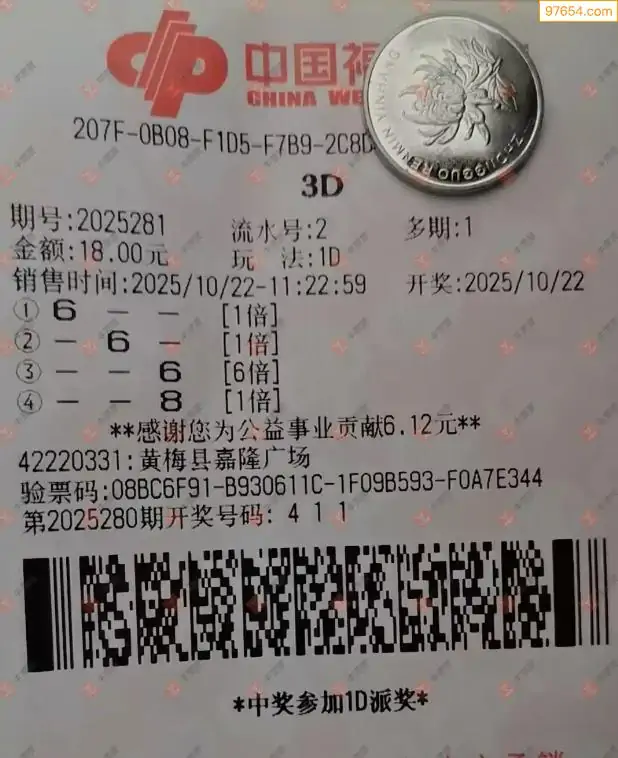 97654.com
中国福
CHINA WE
207F-0B08-F1D5-F7B9-2C8D
ZHONGGUO RENMIN YINHANG
3D
期号:2025281 流水号:2 多期:1
金额:18.00元 玩 法:1D
销售时间:2025/10/22-11:22:59 开奖:2025/10/22
① 6 - - [1倍]
② - 6 - [1倍]
③ - - 6 [6倍]
④ - - 8 [1倍]
**感谢您为公益事业贡献6.12元**
42220331:黄梅县嘉隆广场
验票码:08BC6F91-B930611C-1F09B593-F0A7E344
第2025280期开奖号码: 4 1 1
*中奖参加1D派奖*